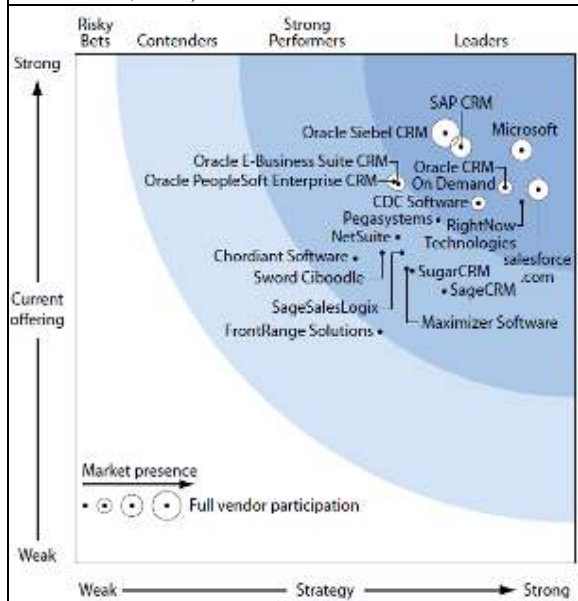 Risky
Bets
Contenders
Strong
Performers
Leaders
Strong
SAP CRM
Oracle Siebel CRM
Microsoft
Oracle E-Business Suite CRM
Oracle CRM
On Demand
Oracle PeopleSoft Enterprise CRM
CDC Software
Pegasystems
RightNow
Technologies
NetSuite
Chordiant Software
salesforce
.com
Sword Ciboodle
SugarCRM
SageCRM
SageSalesLogix
Maximizer Software
FrontRange Solutions
Current
offering
Market presence
Full vendor participation
Weak
Weak
Strategy
Strong